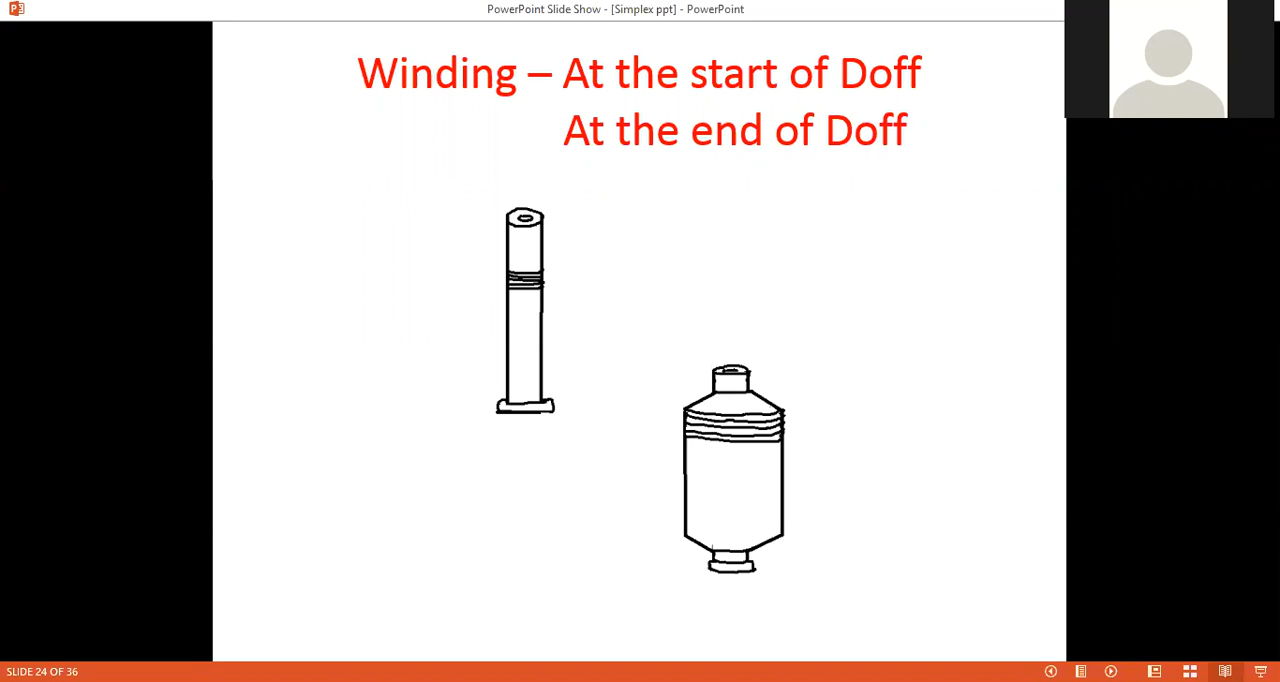 PowerPoint Slide Show - [Simplex ppt] - PowerPoint
Winding – At the start of Doff
At the end of Doff
SLIDE 24 OF 36